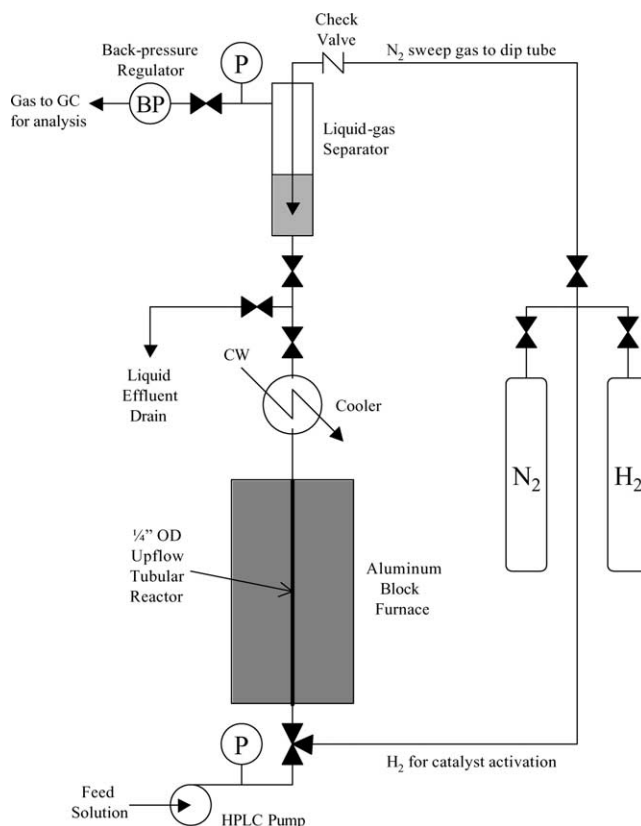 Check
Valve
N2 sweep gas to dip tube
Back-pressure
Regulator
P
Gas to GC
for analysis
BP
Liquid-gas
Separator
CW
Liquid
Effluent
Drain
Cooler
N2
H2
¼” OD
Upflow
Tubular
Reactor
Aluminum
Block
Furnace
P
H2 for catalyst activation
Feed
Solution
HPLC Pump